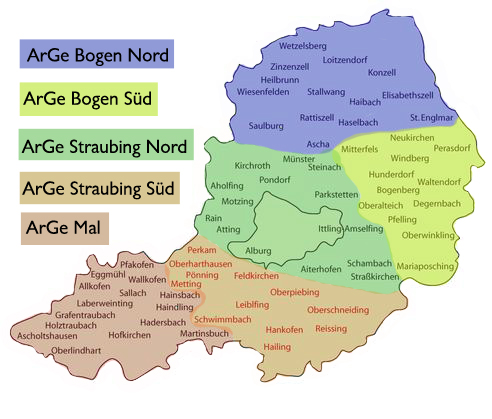 ArGe Bogen Nord
ArGe Bogen Süd
ArGe Straubing Nord
ArGe Straubing Süd
ArGe Mal
Wetzelsberg
Loitzendorf
Zinzenzell
Konzell
Heilbrunn
Wiesenfelden
Stallwang
Elisabethszell
Haibach
Rattiszell
St. Englmar
Haselbach
Saulburg
Ascha
Neukirchen
Mitterfels
Perasdorf
Windberg
Hunderdorf
Waltendorf
Bogenberg
Degernbach
Oberalteich
Pfelling
Oberwinkling
Mariaposching
Münster
Kirchroth
Steinach
Pondorf
Aholfing
Parkstetten
Motzing
Rain
Atting
Ittling
Amselfing
Alburg
Schambach
Aiterhofen
Straßkirchen
Perkam
Oberharthausen
Pönning
Feldkirchen
Metting
Oberpiebing
Leiblfing
Oberschneiding
Schwimmbach
Hankofen
Reissing
Hailing
Pfakofen
Eggmühl
Wallkofen
Allkofen
Sallach
Hainsbach
Laberweinting
Haindling
Grafentraubach
Hadersbach
Holztraubach
Martinsbuch
Ascholtshausen
Hofkirchen
Oberlindhart